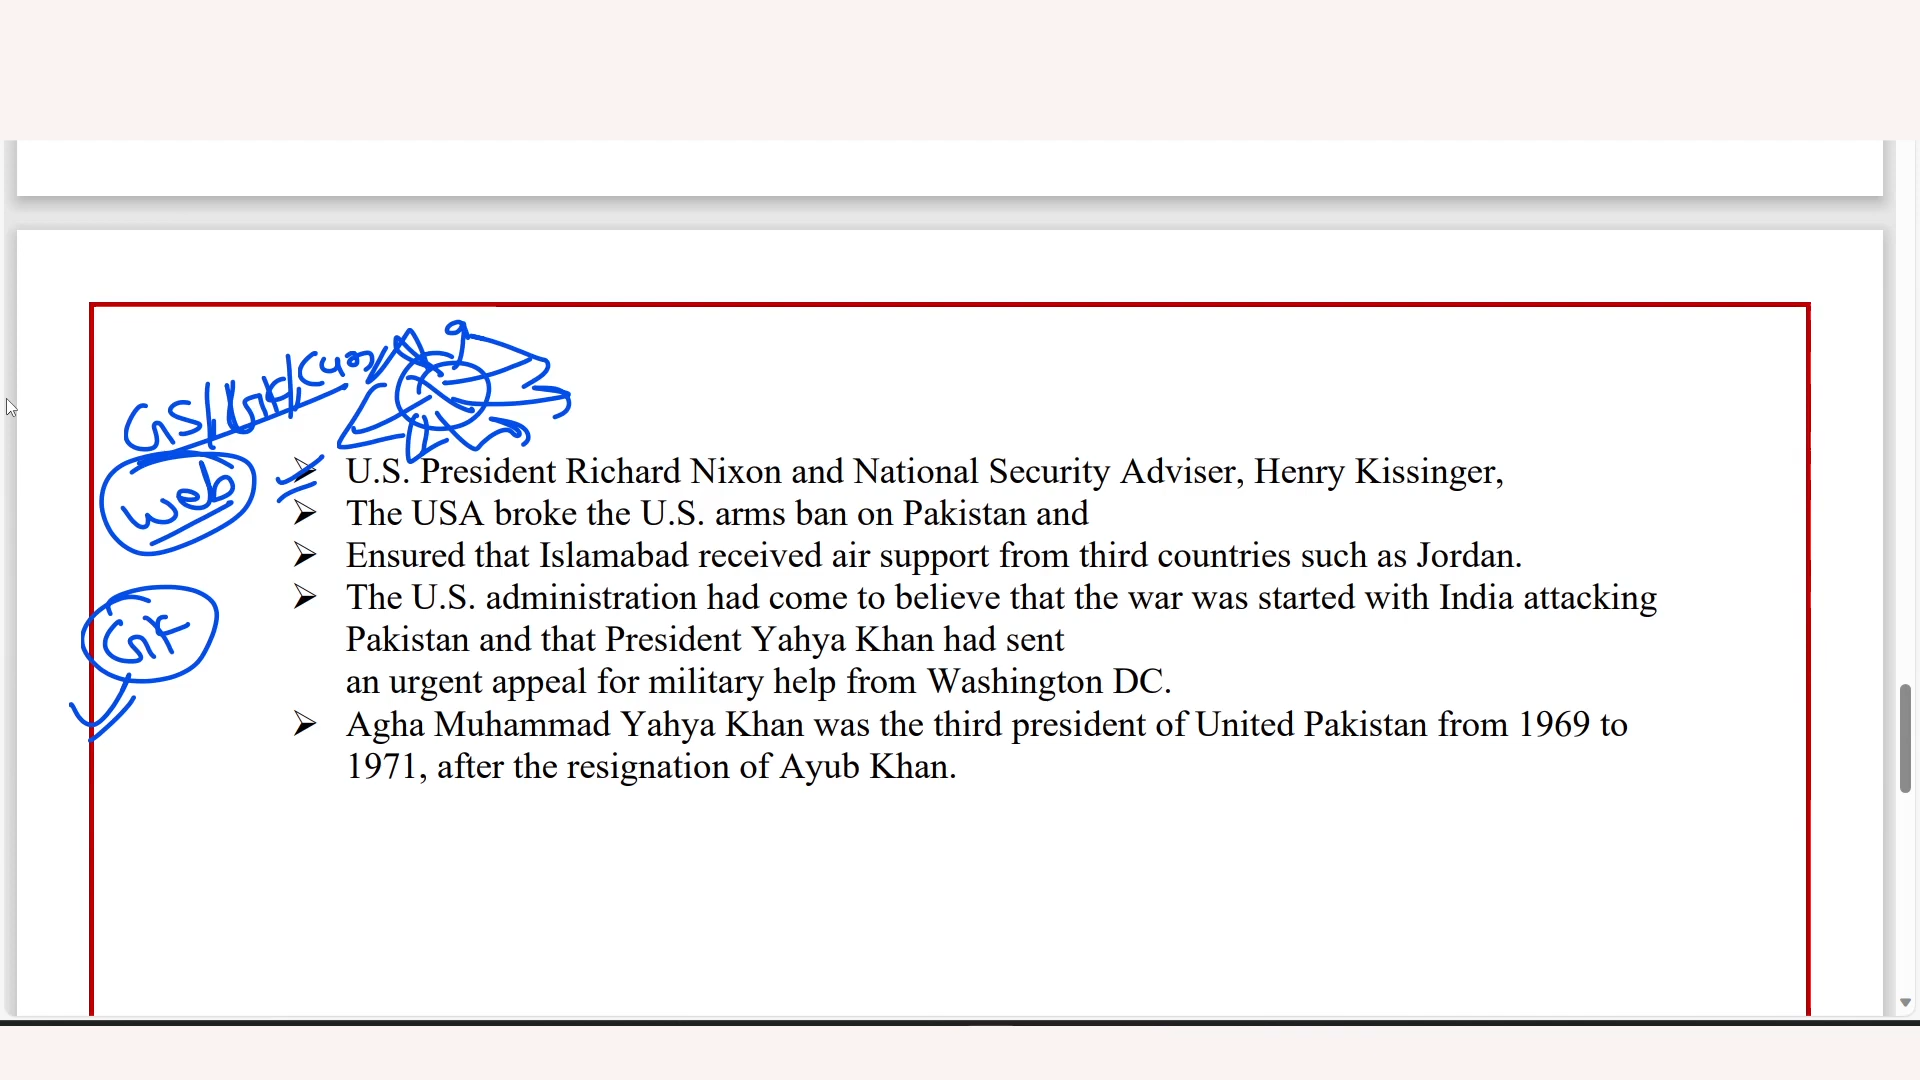 web
U.S. President Richard Nixon and National Security Adviser, Henry Kissinger,
The USA broke the U.S. arms ban on Pakistan and
Ensured that Islamabad received air support from third countries such as Jordan.
The U.S. administration had come to believe that the war was started with India attacking
Pakistan and that President Yahya Khan had sent
an urgent appeal for military help from Washington DC.
Agha Muhammad Yahya Khan was the third president of United Pakistan from 1969 to
1971, after the resignation of Ayub Khan.